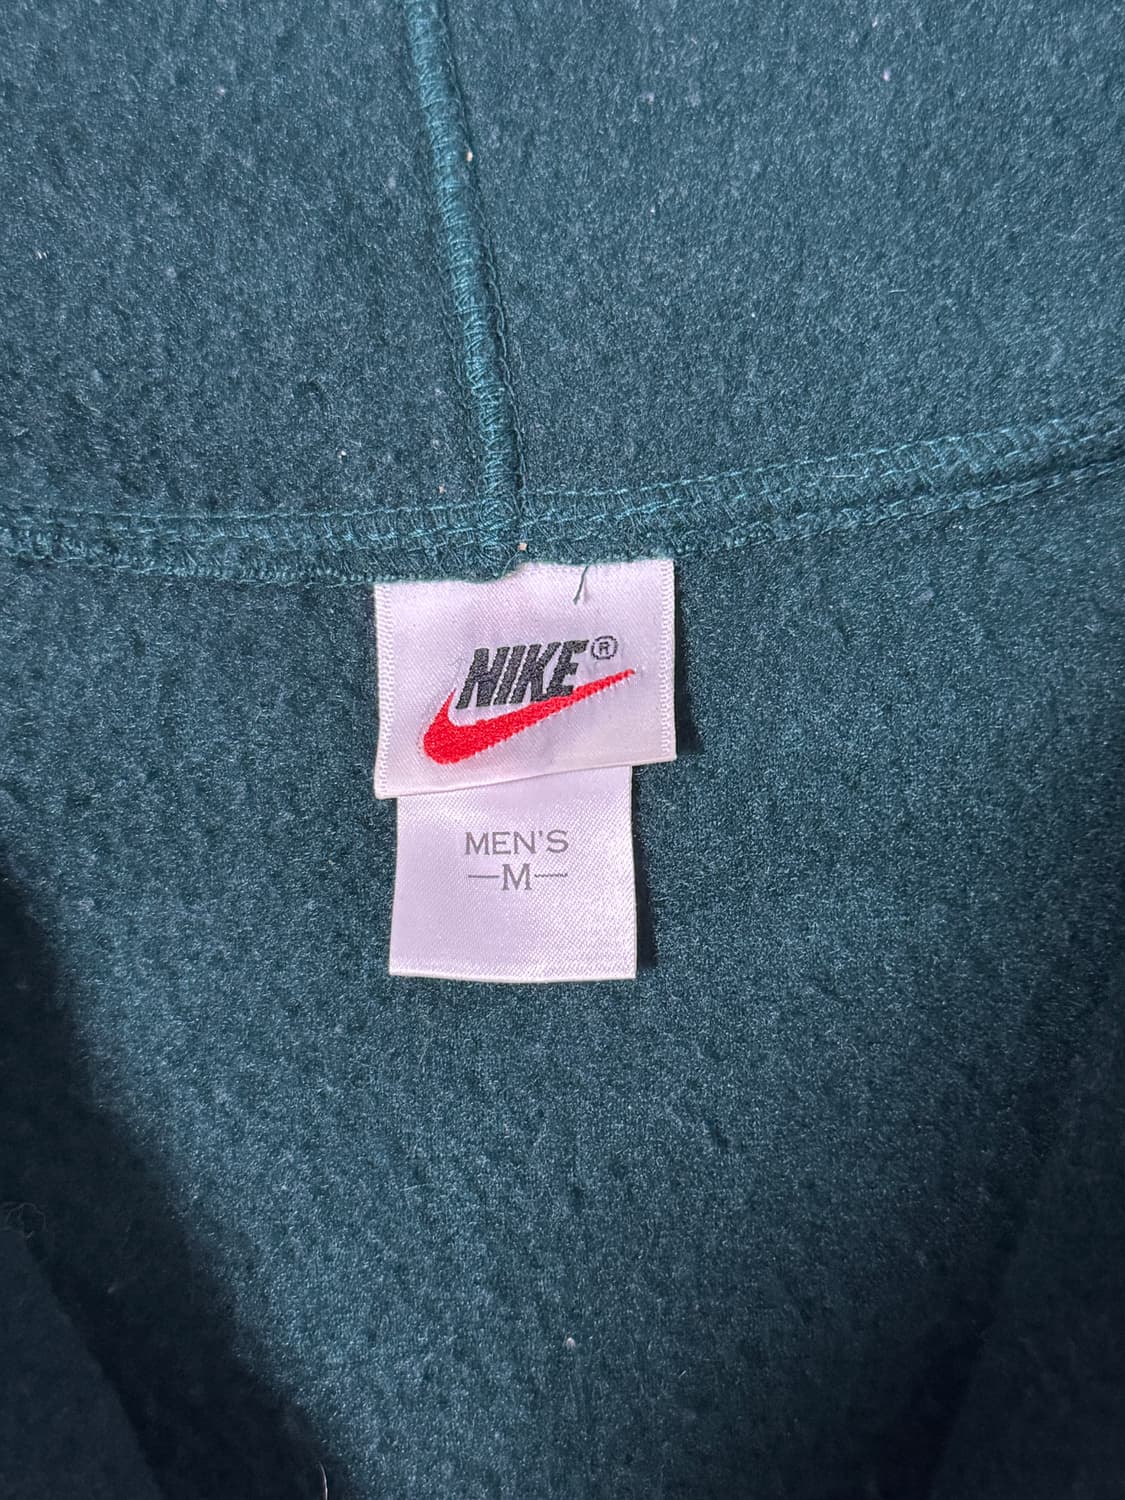 NIKE®
MEN'S
—M—